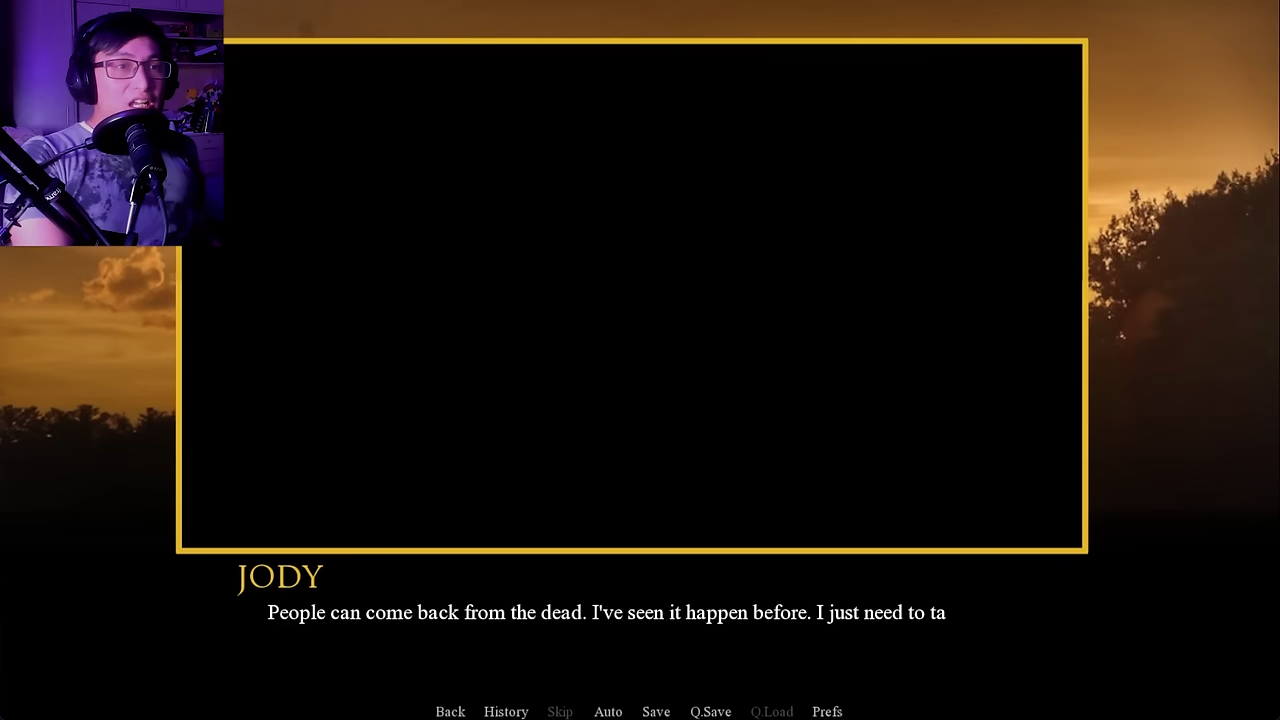 JODY
People can come back from the dead. I've seen it happen before. I just need to ta
Back History Skip Auto Save Q.Save Q.Load Prefs